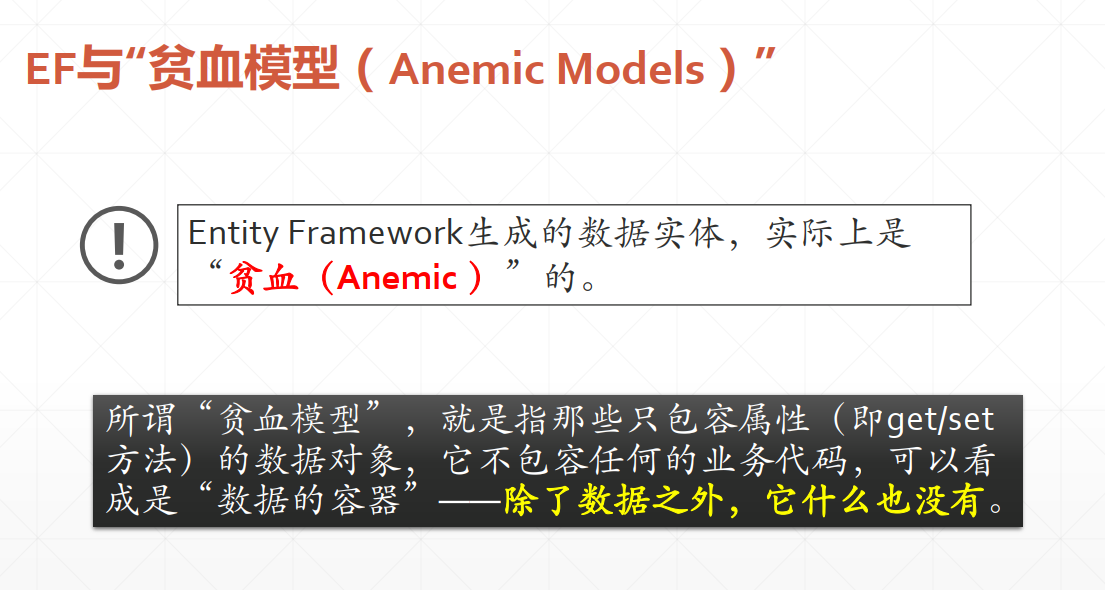 EF与“贫血模型（Anemic Models）”
Entity Framework生成的数据实体，实际上是
“贫血（Anemic ）”的。
所谓“贫血模型”，就是指那些只包容属性（即get/set
方法）的数据对象，它不包容任何的业务代码，可以看
成是“数据的容器”——除了数据之外，它什么也没有。